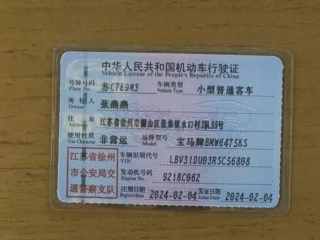 中华人民共和国机动车行驶证
Vehicle License of the People's Republic of China
号牌号码 苏C7E9M3 车辆类型 小型普通客车
Plate No. Vehicle Type
所有人 张燕燕
Owner
住址 江苏省徐州市铜山区张集镇水口村3队99号
Address
使用性质 非营运 品牌型号 宝马牌BMW6475KS
Use Character Model
江苏省徐州市公安局交通警察支队
车辆识别代号
VIN LBV31DU03RSC56808
发动机号码 9218C062
Engine No.
注册日期 2024-02-04 发证日期 2024-02-04
Register Date Issue Date